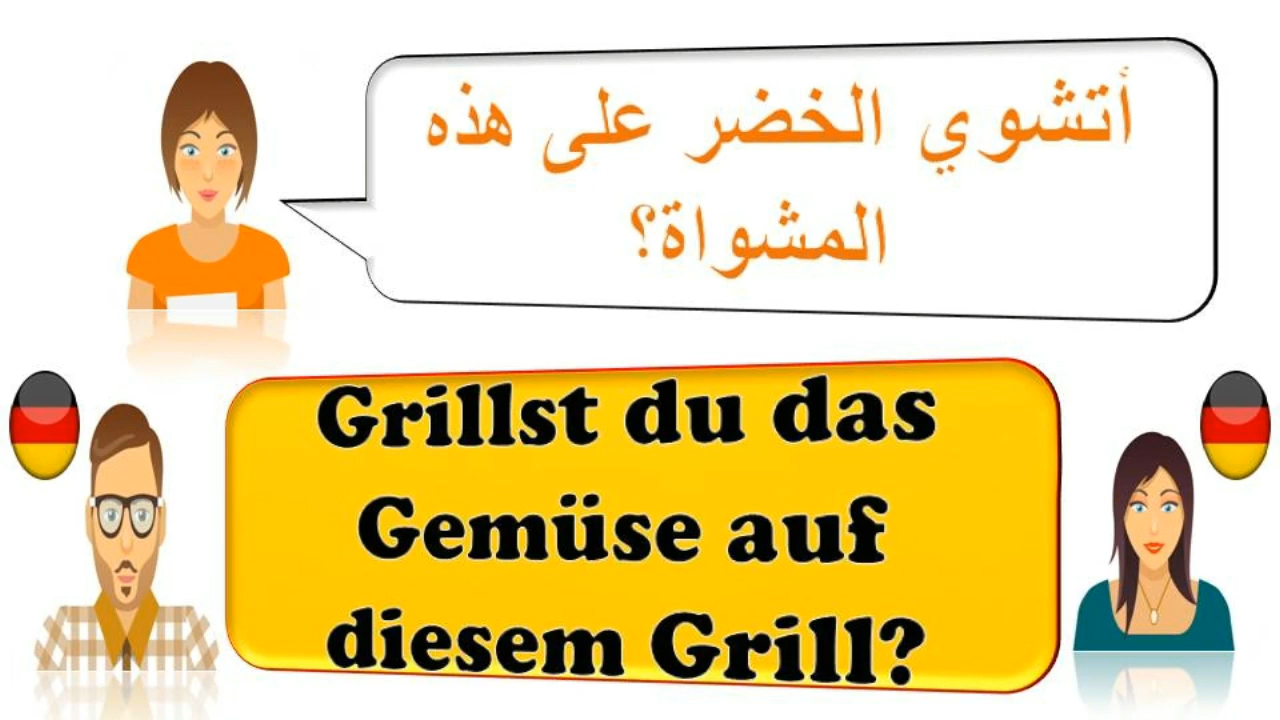 أتشوي الخضر على هذه
المشواة؟
Grillst du das
Gemüse auf
diesem Grill?